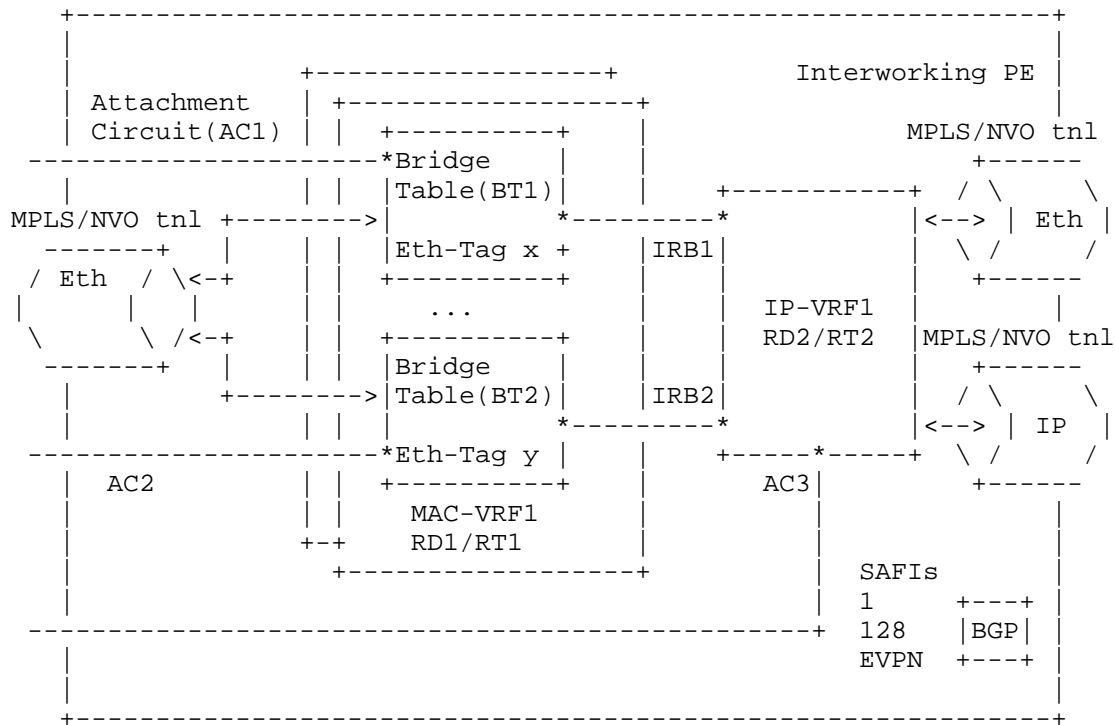 Interworking PE
Attachment
Circuit(AC1)
MPLS/NVO tnl
Bridge
Table(BT1)
MPLS/NVO tnl
Eth
Eth-Tag x
IRB1
Eth
...
IP-VRF1
RD2/RT2
MPLS/NVO tnl
Bridge
Table(BT2)
IRB2
IP
Eth-Tag y
AC2
AC3
MAC-VRF1
RD1/RT1
SAFIs
1
128
BGP
EVPN